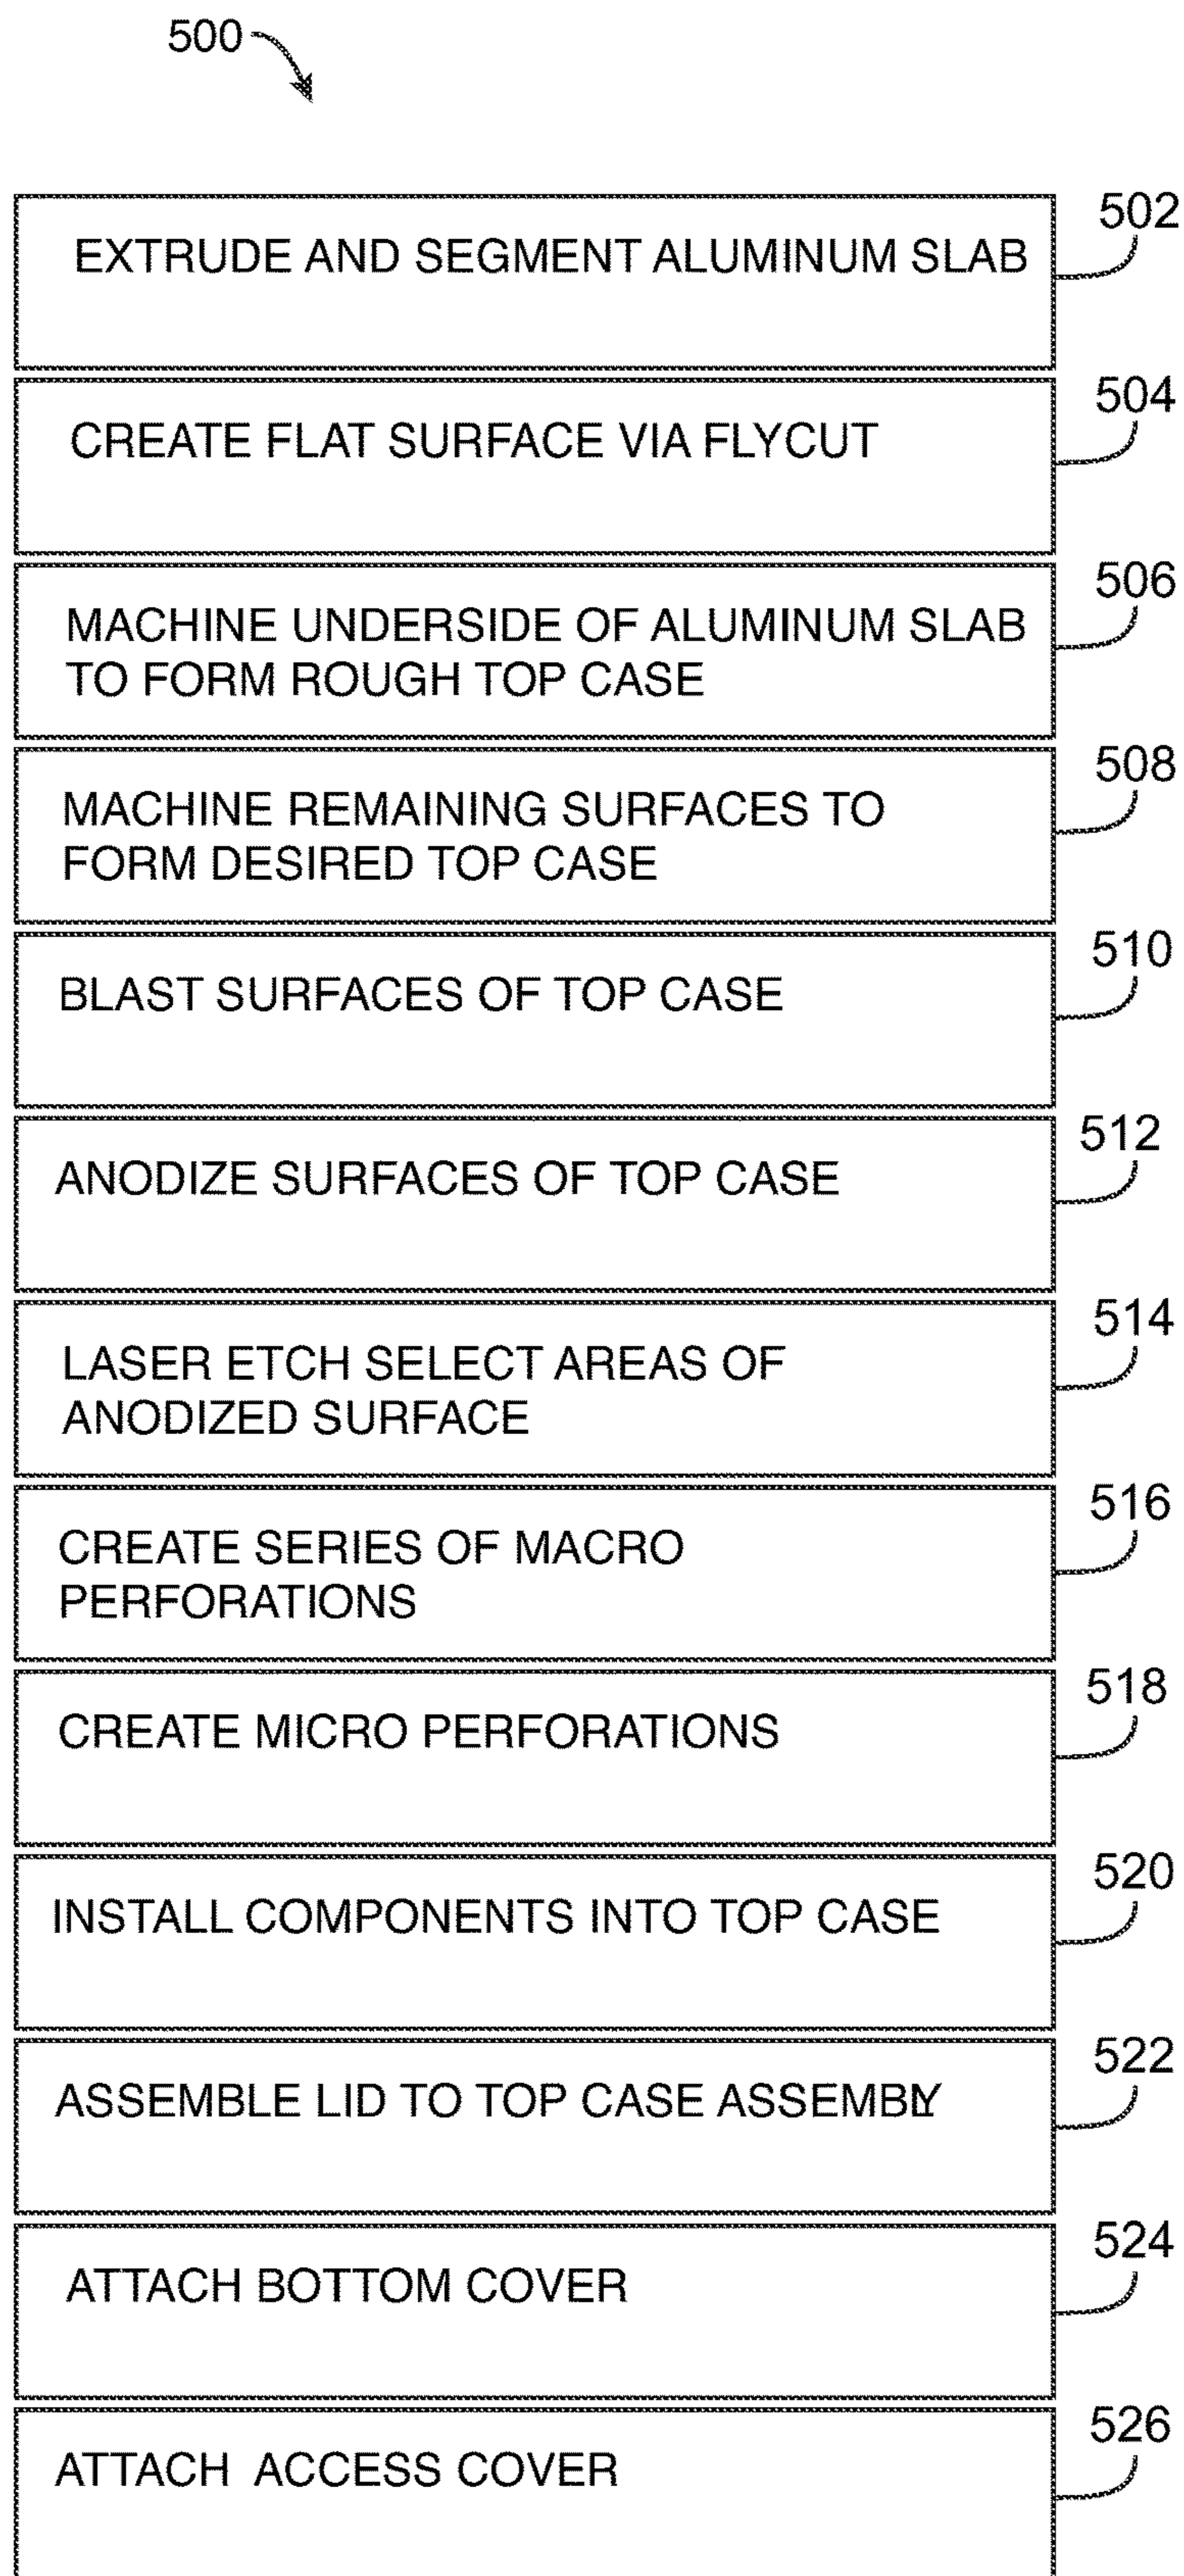 500
502
EXTRUDE AND SEGMENT ALUMINUM SLAB
504
CREATE FLAT SURFACE VIA FLYCUT
506
MACHINE UNDERSIDE OF ALUMINUM SLAB
TO FORM ROUGH TOP CASE
508
MACHINE REMAINING SURFACES TO
FORM DESIRED TOP CASE
510
BLAST SURFACES OF TOP CASE
512
ANODIZE SURFACES OF TOP CASE
514
LASER ETCH SELECT AREAS OF
ANODIZED SURFACE
516
CREATE SERIES OF MACRO
PERFORATIONS
518
CREATE MICRO PERFORATIONS
520
INSTALL COMPONENTS INTO TOP CASE
522
ASSEMBLE LID TO TOP CASE ASSEMBLY
524
ATTACH BOTTOM COVER
526
ATTACH ACCESS COVER